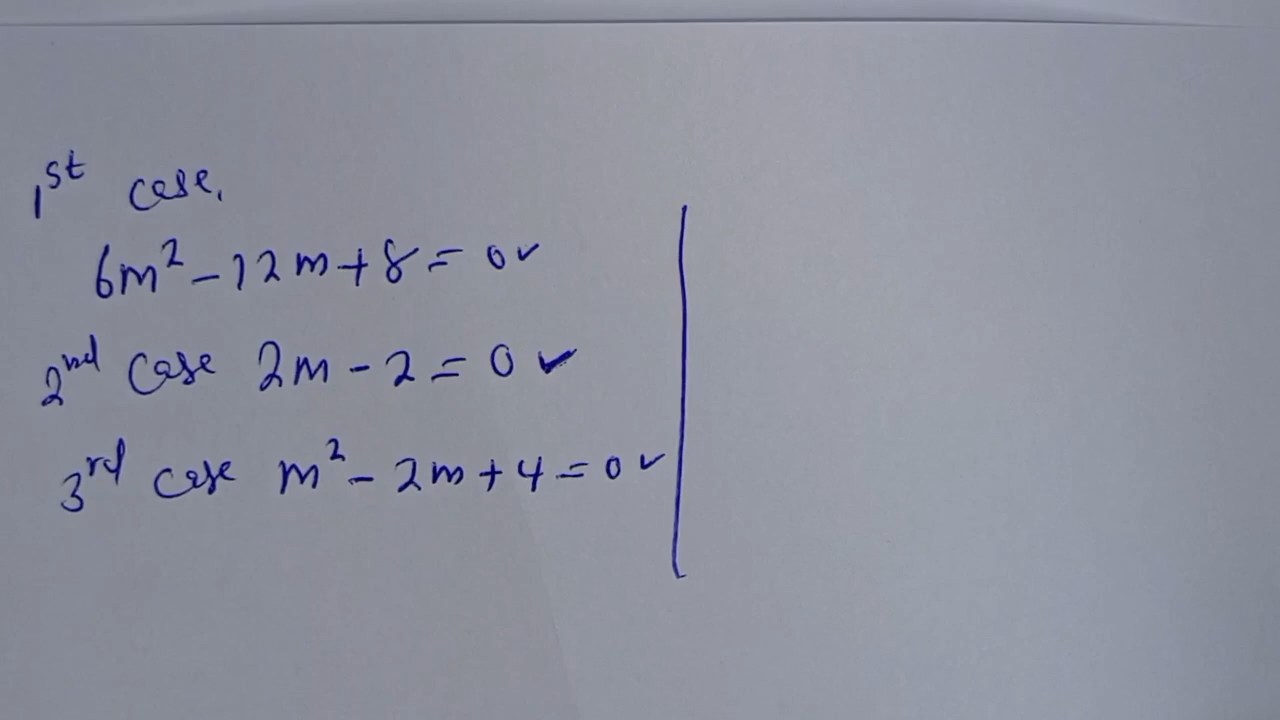 1st case,
6m² - 12m + 8 = 0 ✓
2nd case 2m - 2 = 0 ✓
3rd case m² - 2m + 4 = 0 ✓